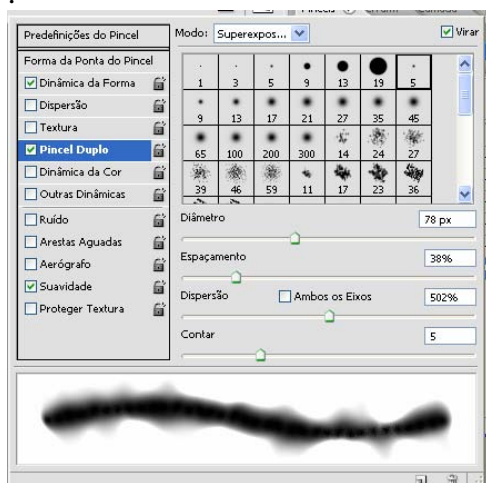 Predefinições do Pincel
Forma da Ponta do Pincel
Dinâmica da Forma
Dispersão
Textura
Pincel Duplo
Dinâmica da Cor
Outras Dinâmicas
Ruído
Arestas Aguadas
Aerógrafo
Suavidade
Proteger Textura
Modo: Superexpos... Virar
1 3 5 9 13 19 5
9 13 17 21 27 35 45
65 100 200 300 14 24 27
39 46 59 11 17 23 36
Diâmetro 78 px
Espaçamento 38%
Dispersão Ambos os Eixos 502%
Contar 5